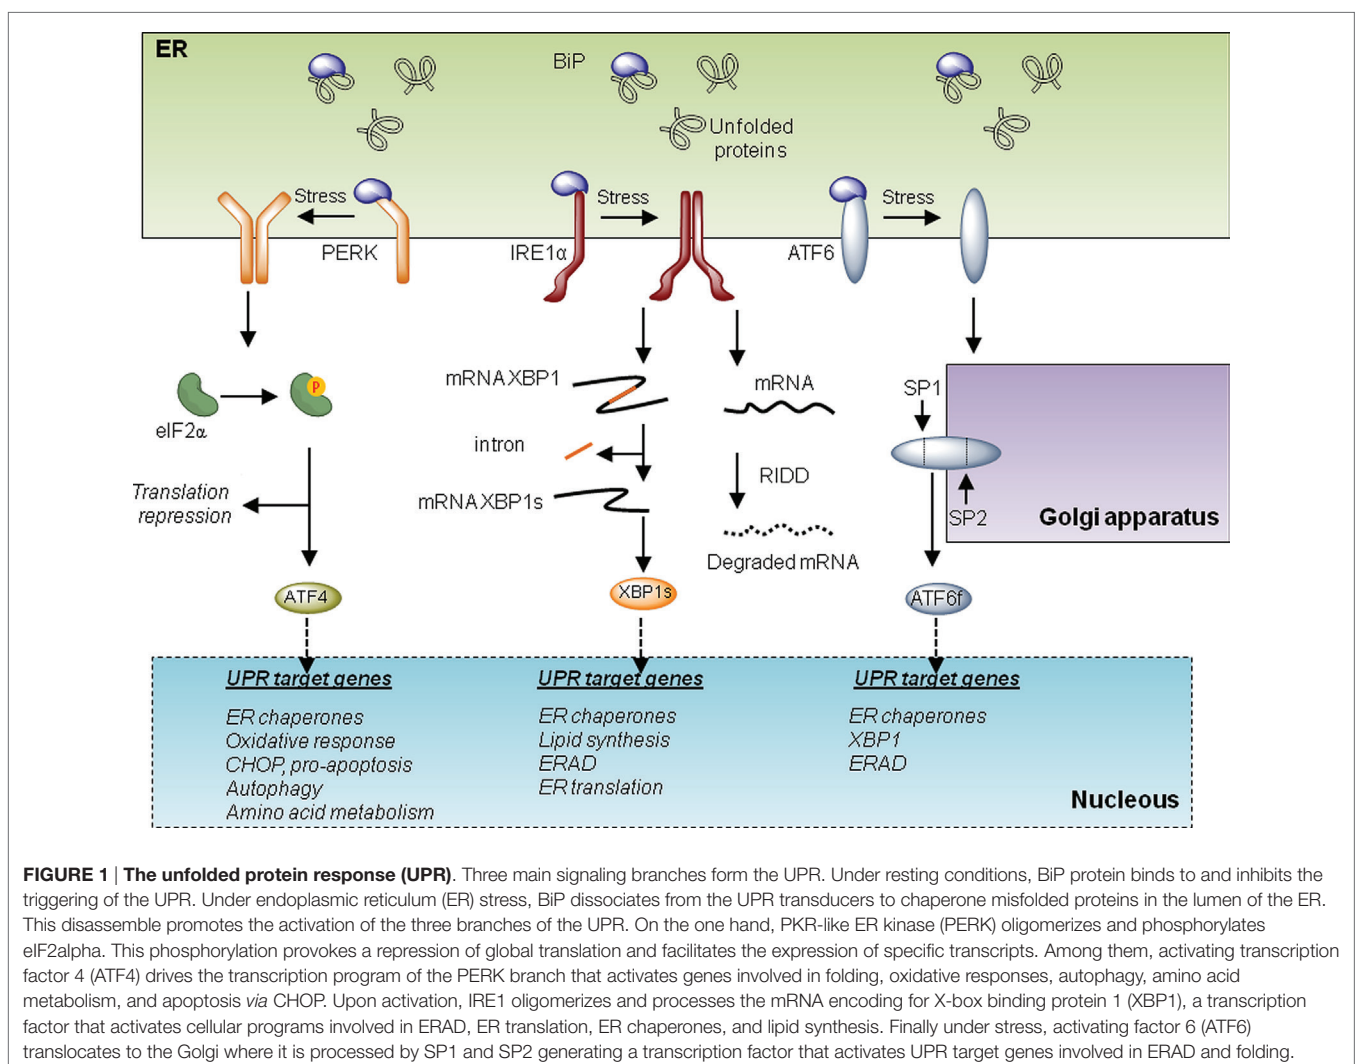 ER
BiP
Unfolded
proteins
Stress
Stress
Stress
PERK
IRE1α
ATF6
mRNA XBP1
mRNA
SP1
P
eIF2α
intron
RIDD
Translation
repression
mRNA XBP1s
SP2
Golgi apparatus
Degraded mRNA
ATF4
XBP1s
ATF6f
UPR target genes
ER chaperones
Oxidative response
CHOP, pro-apoptosis
Autophagy
Amino acid metabolism
UPR target genes
ER chaperones
Lipid synthesis
ERAD
ER translation
UPR target genes
ER chaperones
XBP1
ERAD
Nucleous
FIGURE 1 | The unfolded protein response (UPR). Three main signaling branches form the UPR. Under resting conditions, BiP protein binds to and inhibits the
triggering of the UPR. Under endoplasmic reticulum (ER) stress, BiP dissociates from the UPR transducers to chaperone misfolded proteins in the lumen of the ER.
This disassemble promotes the activation of the three branches of the UPR. On the one hand, PKR-like ER kinase (PERK) oligomerizes and phosphorylates
eIF2alpha. This phosphorylation provokes a repression of global translation and facilitates the expression of specific transcripts. Among them, activating transcription
factor 4 (ATF4) drives the transcription program of the PERK branch that activates genes involved in folding, oxidative responses, autophagy, amino acid
metabolism, and apoptosis via CHOP. Upon activation, IRE1 oligomerizes and processes the mRNA encoding for X-box binding protein 1 (XBP1), a transcription
factor that activates cellular programs involved in ERAD, ER translation, ER chaperones, and lipid synthesis. Finally under stress, activating factor 6 (ATF6)
translocates to the Golgi where it is processed by SP1 and SP2 generating a transcription factor that activates UPR target genes involved in ERAD and folding.